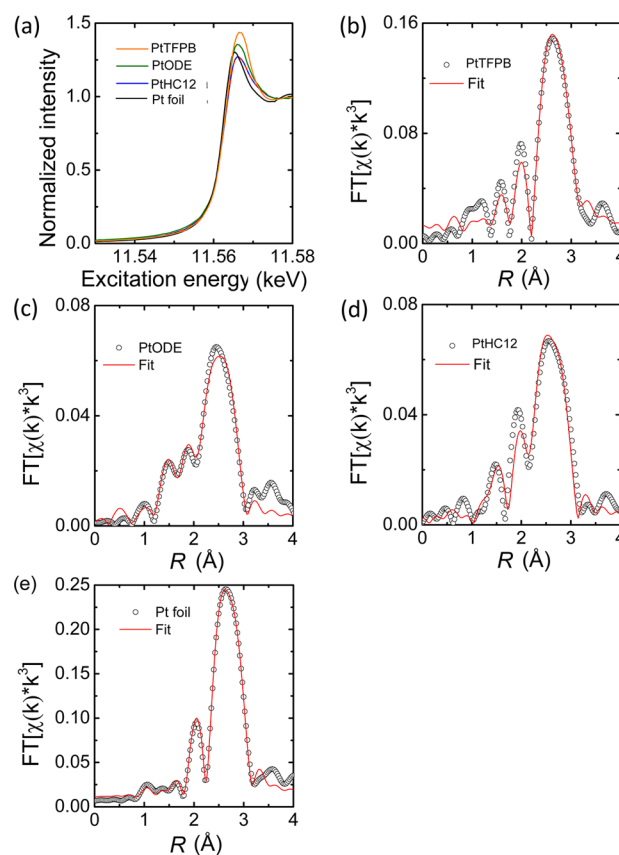 (a)
1.5
1.0
0.5
0.0
Normalized intensity
PtTFPB
PtODE
PtHC12
Pt foil
11.54 11.56 11.58
Excitation energy (keV)
(b)
0.16
0.08
0.00
FT[χ(k)*k³]
PtTFPB
Fit
0 1 2 3 4
R (Å)
(c)
0.08
0.04
0.00
FT[χ(k)*k³]
PtODE
Fit
0 1 2 3 4
R (Å)
(d)
0.08
0.04
0.00
FT[χ(k)*k³]
PtHC12
Fit
0 1 2 3 4
R (Å)
(e)
0.25
0.20
0.15
0.10
0.05
0.00
FT[χ(k)*k³]
Pt foil
Fit
0 1 2 3 4
R (Å)